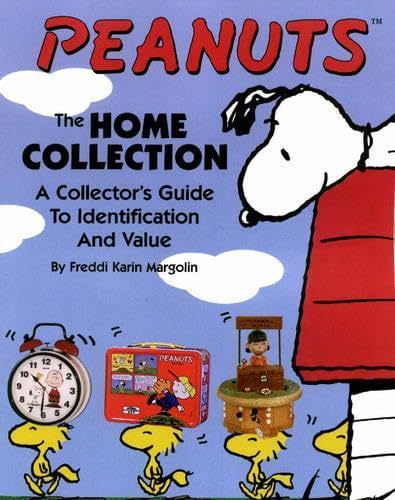 PEANUTS™
The HOME
COLLECTION
A Collector's Guide
To Identification
And Value
By Freddi Karin Margolin
PEANUTS